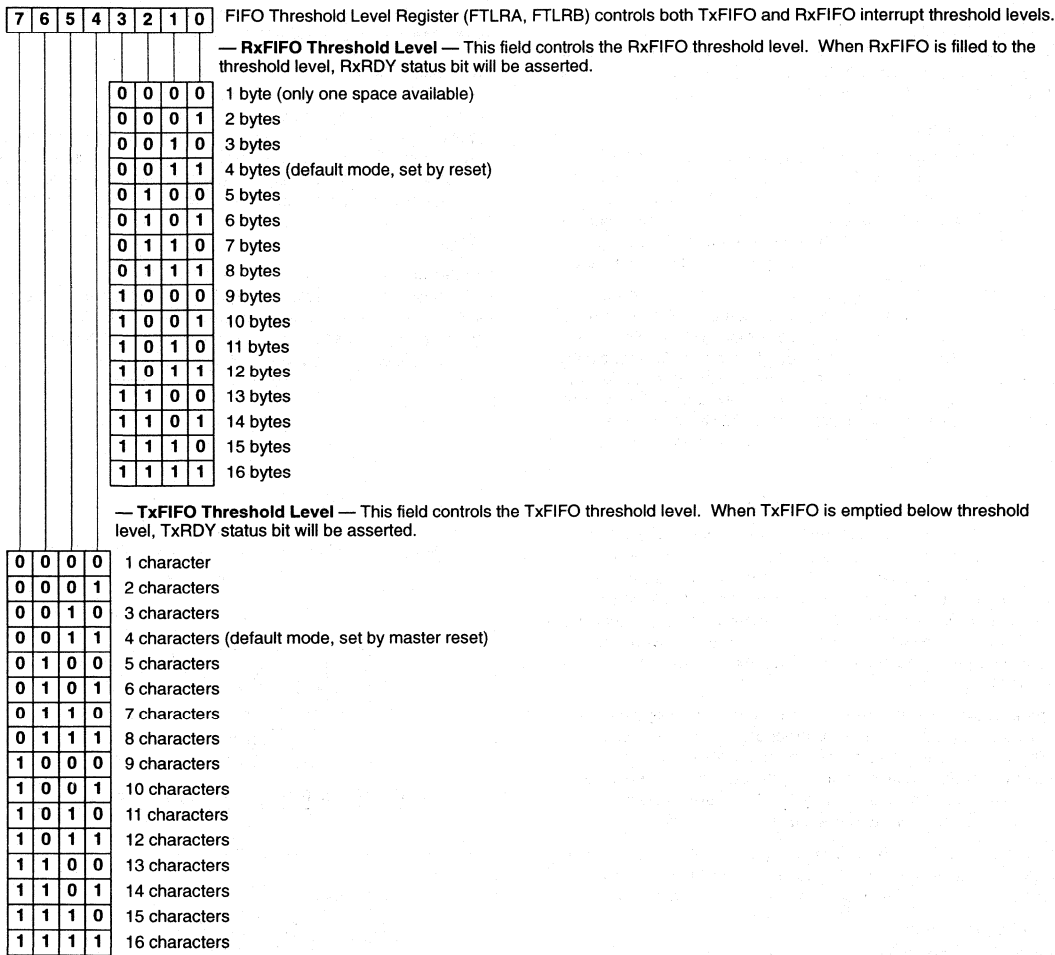 7 6 5 4 3 2 1 0 FIFO Threshold Level Register (FTLRA, FTLRB) controls both TxFIFO and RxFIFO interrupt threshold levels.
— RxFIFO Threshold Level — This field controls the RxFIFO threshold level. When RxFIFO is filled to the
threshold level, RxRDY status bit will be asserted.
0 0 0 0 1 byte (only one space available)
0 0 0 1 2 bytes
0 0 1 0 3 bytes
0 0 1 1 4 bytes (default mode, set by reset)
0 1 0 0 5 bytes
0 1 0 1 6 bytes
0 1 1 0 7 bytes
0 1 1 1 8 bytes
1 0 0 0 9 bytes
1 0 0 1 10 bytes
1 0 1 0 11 bytes
1 0 1 1 12 bytes
1 1 0 0 13 bytes
1 1 0 1 14 bytes
1 1 1 0 15 bytes
1 1 1 1 16 bytes
— TxFIFO Threshold Level — This field controls the TxFIFO threshold level. When TxFIFO is emptied below threshold
level, TxRDY status bit will be asserted.
0 0 0 0 1 character
0 0 0 1 2 characters
0 0 1 0 3 characters
0 0 1 1 4 characters (default mode, set by master reset)
0 1 0 0 5 characters
0 1 0 1 6 characters
0 1 1 0 7 characters
0 1 1 1 8 characters
1 0 0 0 9 characters
1 0 0 1 10 characters
1 0 1 0 11 characters
1 0 1 1 12 characters
1 1 0 0 13 characters
1 1 0 1 14 characters
1 1 1 0 15 characters
1 1 1 1 16 characters